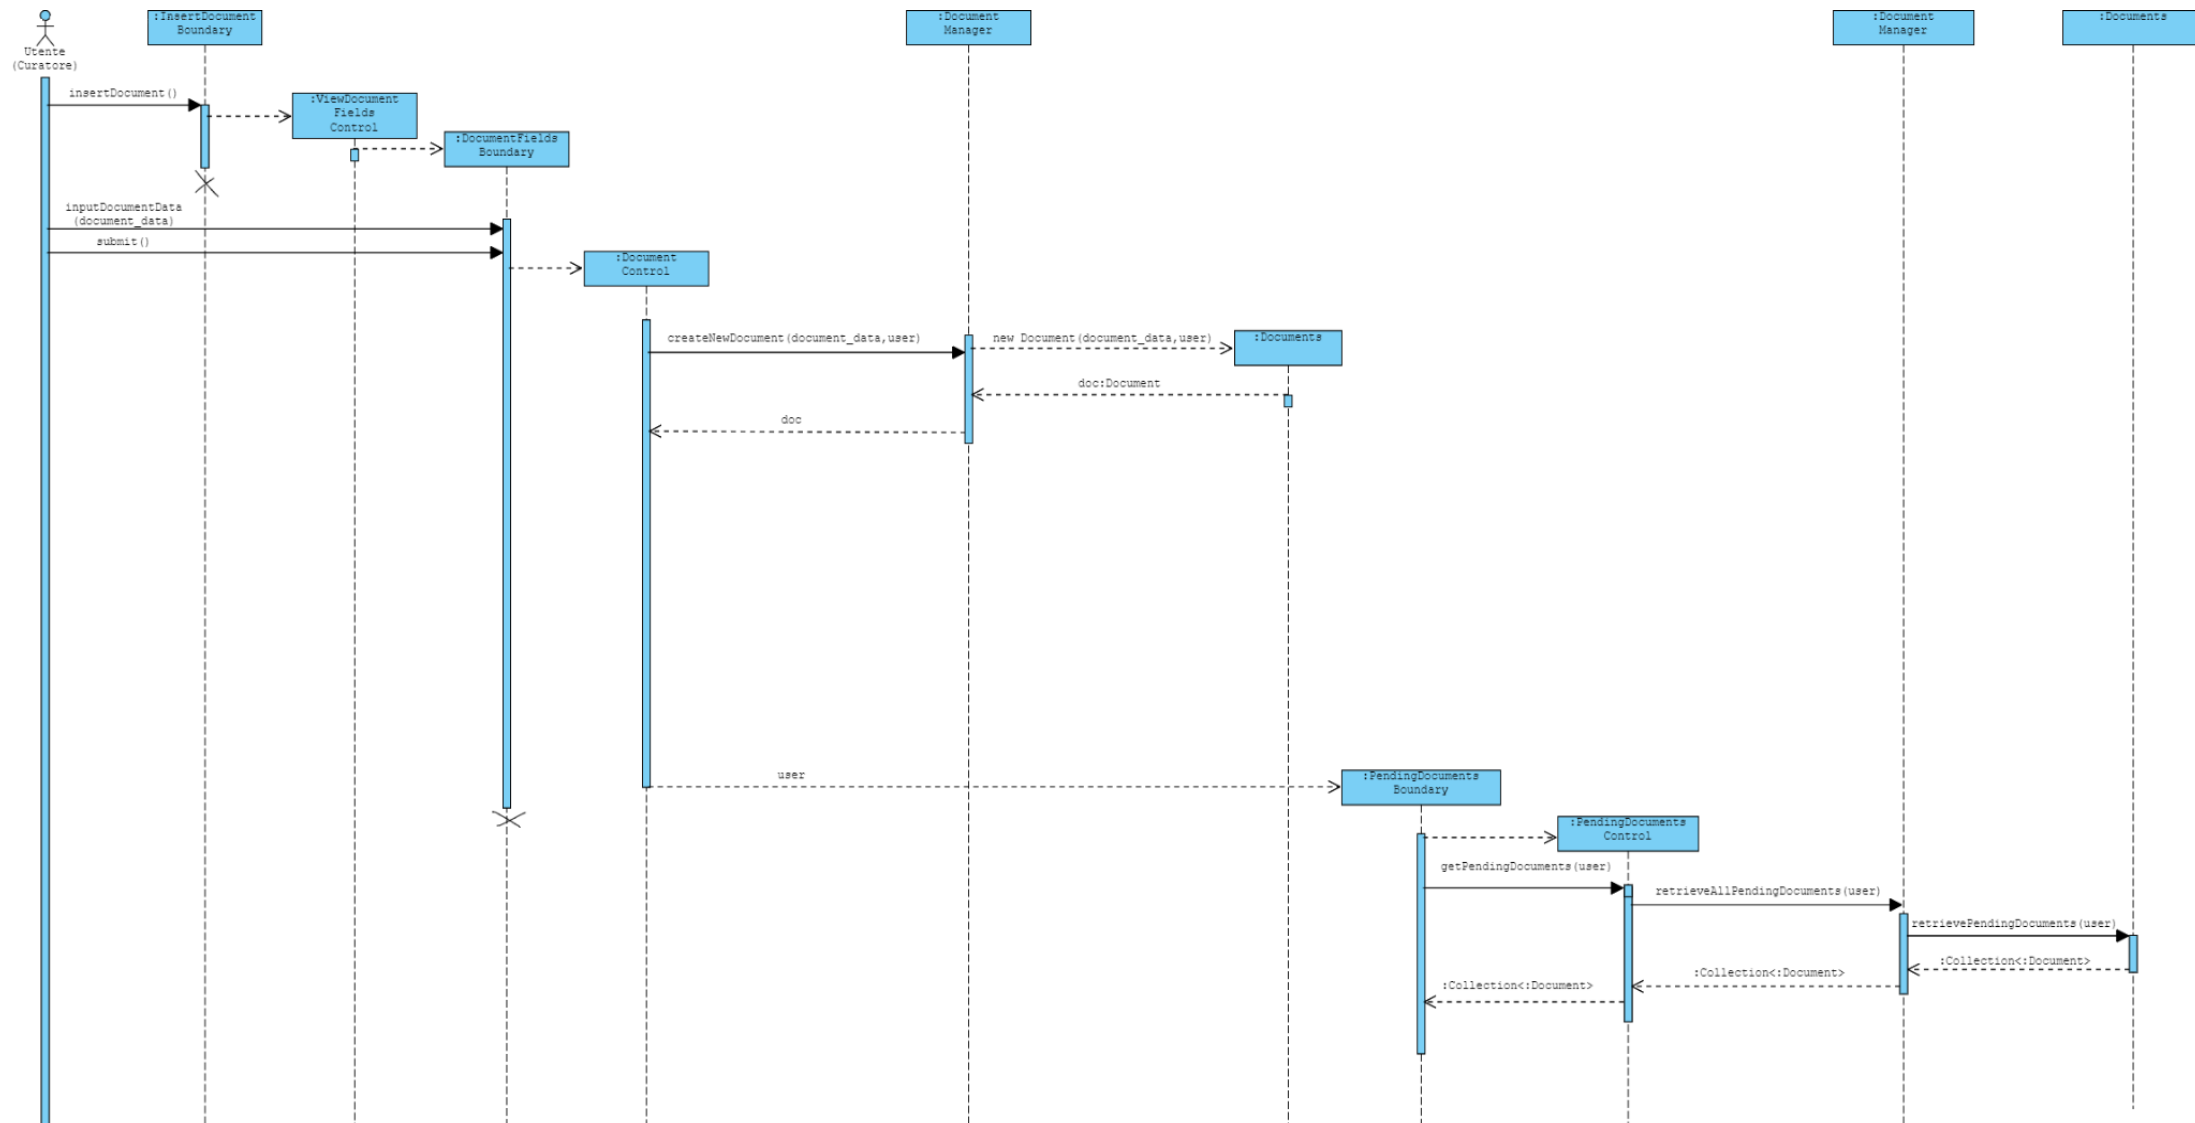 :InsertDocument
Boundary
:Document
Manager
:Document
Manager
:Documents
Utente
(Curatore)
insertDocument()
:ViewDocument
Fields
Control
:DocumentFields
Boundary
inputDocumentData
(document_data)
submit()
:Document
Control
createNewDocument(document_data,user)
new Document(document_data,user)
:Documents
doc:Document
doc
user
:PendingDocuments
Boundary
:PendingDocuments
Control
getPendingDocuments(user)
retrieveAllPendingDocuments(user)
retrievePendingDocuments(user)
:Collection<:Document>
:Collection<:Document>
:Collection<:Document>